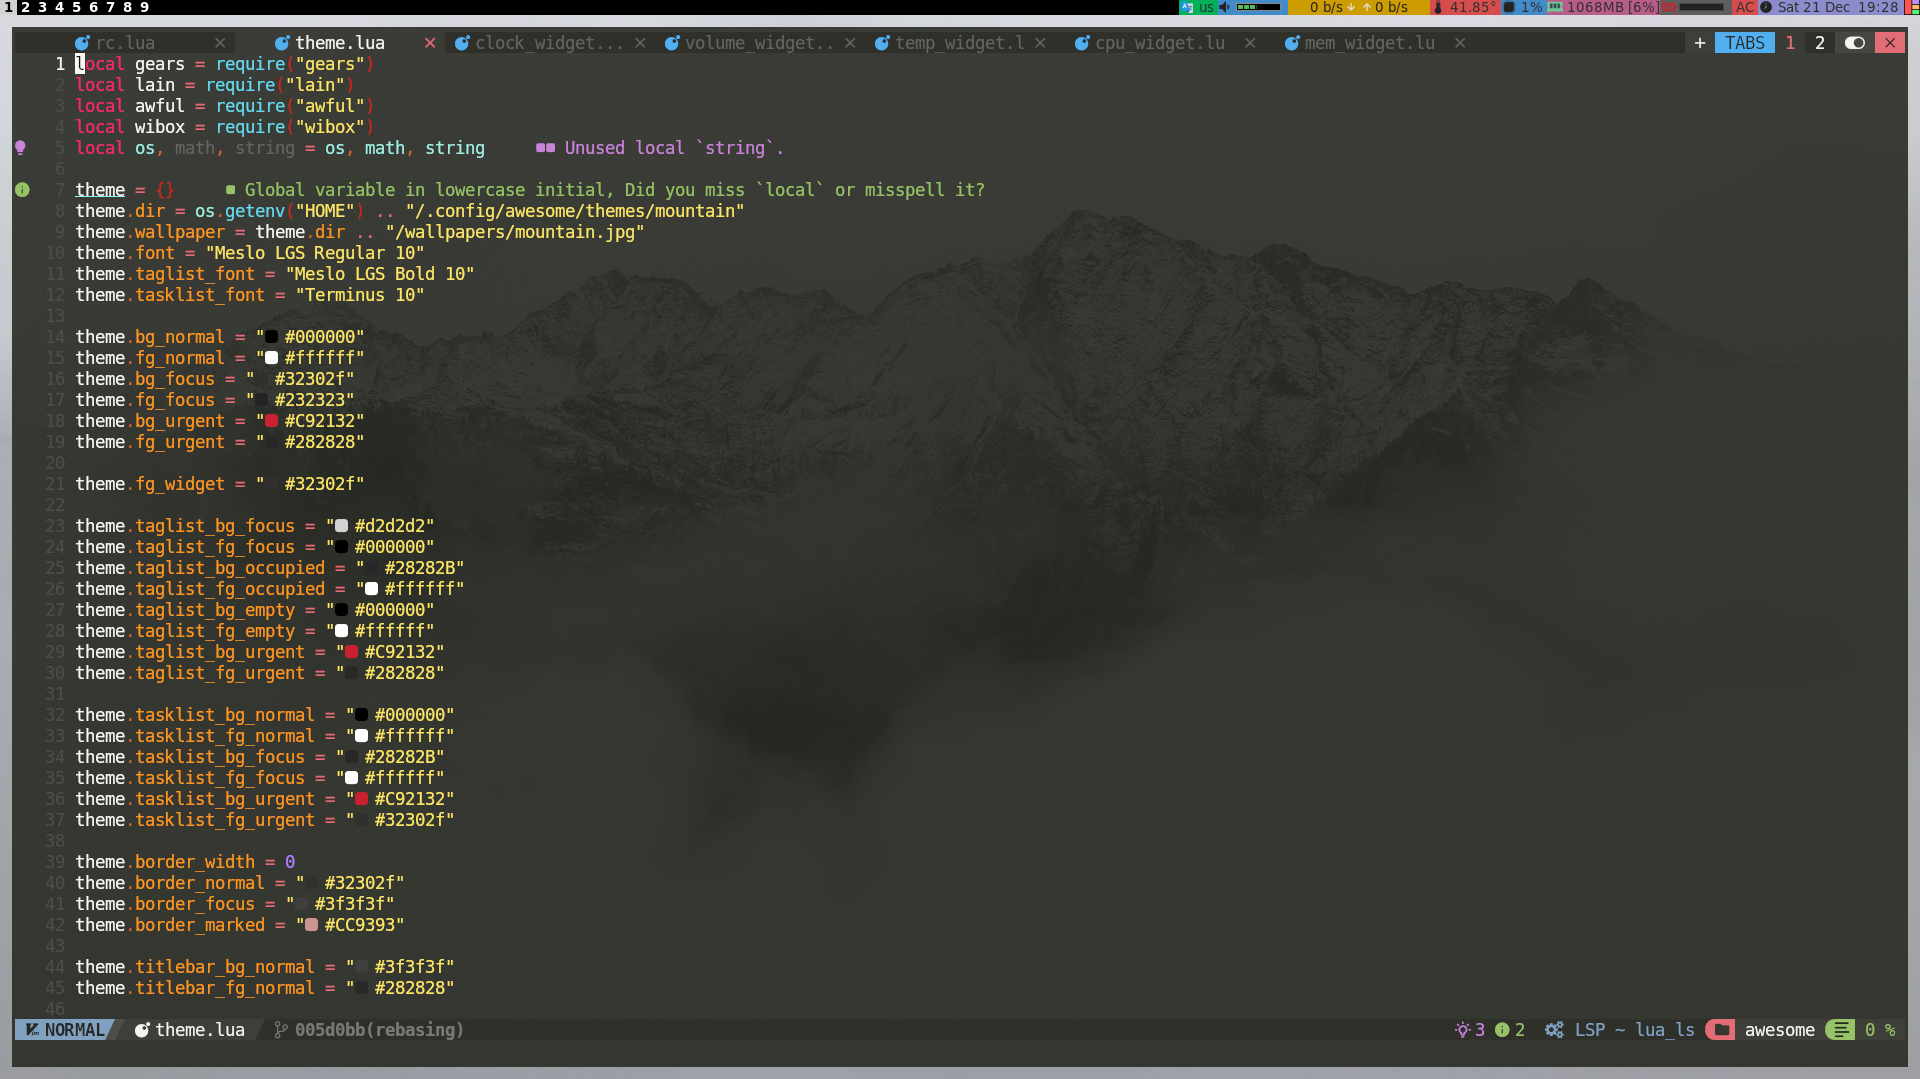 1 2 3 4 5 6 7 8 9 us 0 b/s ↓ ↑ 0 b/s 41.85° 1% 1068MB [6%] AC Sat 21 Dec 19:28
rc.lua × theme.lua × clock_widget... × volume_widget.. × temp_widget.l × cpu_widget.lu × mem_widget.lu × + TABS 1 2 ×
1 local gears = require("gears")
2 local lain = require("lain")
3 local awful = require("awful")
4 local wibox = require("wibox")
5 local os, math, string = os, math, string ■■ Unused local `string`.
6
7 theme = {} ■ Global variable in lowercase initial, Did you miss `local` or misspell it?
8 theme.dir = os.getenv("HOME") .. "/.config/awesome/themes/mountain"
9 theme.wallpaper = theme.dir .. "/wallpapers/mountain.jpg"
10 theme.font = "Meslo LGS Regular 10"
11 theme.taglist_font = "Meslo LGS Bold 10"
12 theme.tasklist_font = "Terminus 10"
13
14 theme.bg_normal = "#000000"
15 theme.fg_normal = "#ffffff"
16 theme.bg_focus = "#32302f"
17 theme.fg_focus = "#232323"
18 theme.bg_urgent = "#C92132"
19 theme.fg_urgent = "#282828"
20
21 theme.fg_widget = "#32302f"
22
23 theme.taglist_bg_focus = "#d2d2d2"
24 theme.taglist_fg_focus = "#000000"
25 theme.taglist_bg_occupied = "#28282B"
26 theme.taglist_fg_occupied = "#ffffff"
27 theme.taglist_bg_empty = "#000000"
28 theme.taglist_fg_empty = "#ffffff"
29 theme.taglist_bg_urgent = "#C92132"
30 theme.taglist_fg_urgent = "#282828"
31
32 theme.tasklist_bg_normal = "#000000"
33 theme.tasklist_fg_normal = "#ffffff"
34 theme.tasklist_bg_focus = "#28282B"
35 theme.tasklist_fg_focus = "#ffffff"
36 theme.tasklist_bg_urgent = "#C92132"
37 theme.tasklist_fg_urgent = "#32302f"
38
39 theme.border_width = 0
40 theme.border_normal = "#32302f"
41 theme.border_focus = "#3f3f3f"
42 theme.border_marked = "#CC9393"
43
44 theme.titlebar_bg_normal = "#3f3f3f"
45 theme.titlebar_fg_normal = "#282828"
46
NORMAL theme.lua 005d0bb(rebasing) 3 2 LSP ~ lua_ls awesome 0 %